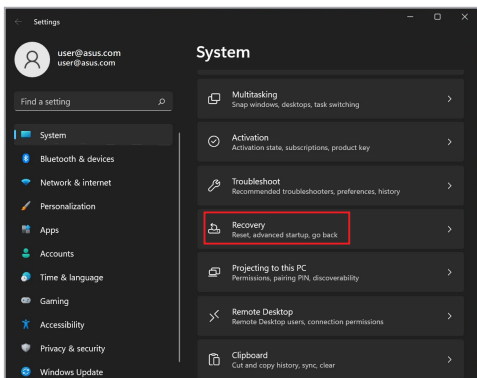 Settings
user@asus.com
user@asus.com
Find a setting
System
Bluetooth & devices
Network & internet
Personalization
Apps
Accounts
Time & language
Gaming
Accessibility
Privacy & security
Windows Update
System
Multitasking
Snap windows, desktops, task switching
Activation
Activation state, subscriptions, product key
Troubleshoot
Recommended troubleshooters, preferences, history
Recovery
Reset, advanced startup, go back
Projecting to this PC
Permissions, pairing PIN, discoverability
Remote Desktop
Remote Desktop users, connection permissions
Clipboard
Cut and copy history, sync, clear